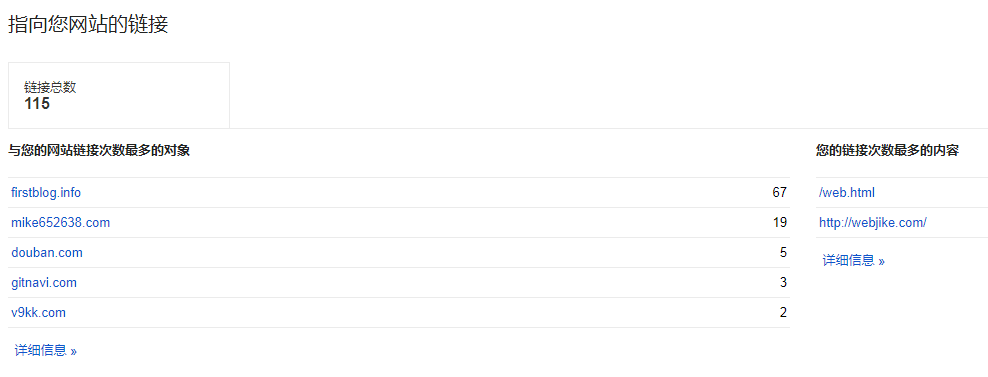 指向您网站的链接
链接总数
115
与您的网站链接次数最多的对象
firstblog.info 67
mike652638.com 19
douban.com 5
gitnavi.com 3
v9kk.com 2
详细信息 »
您的链接次数最多的内容
/web.html
http://webjike.com/
详细信息 »